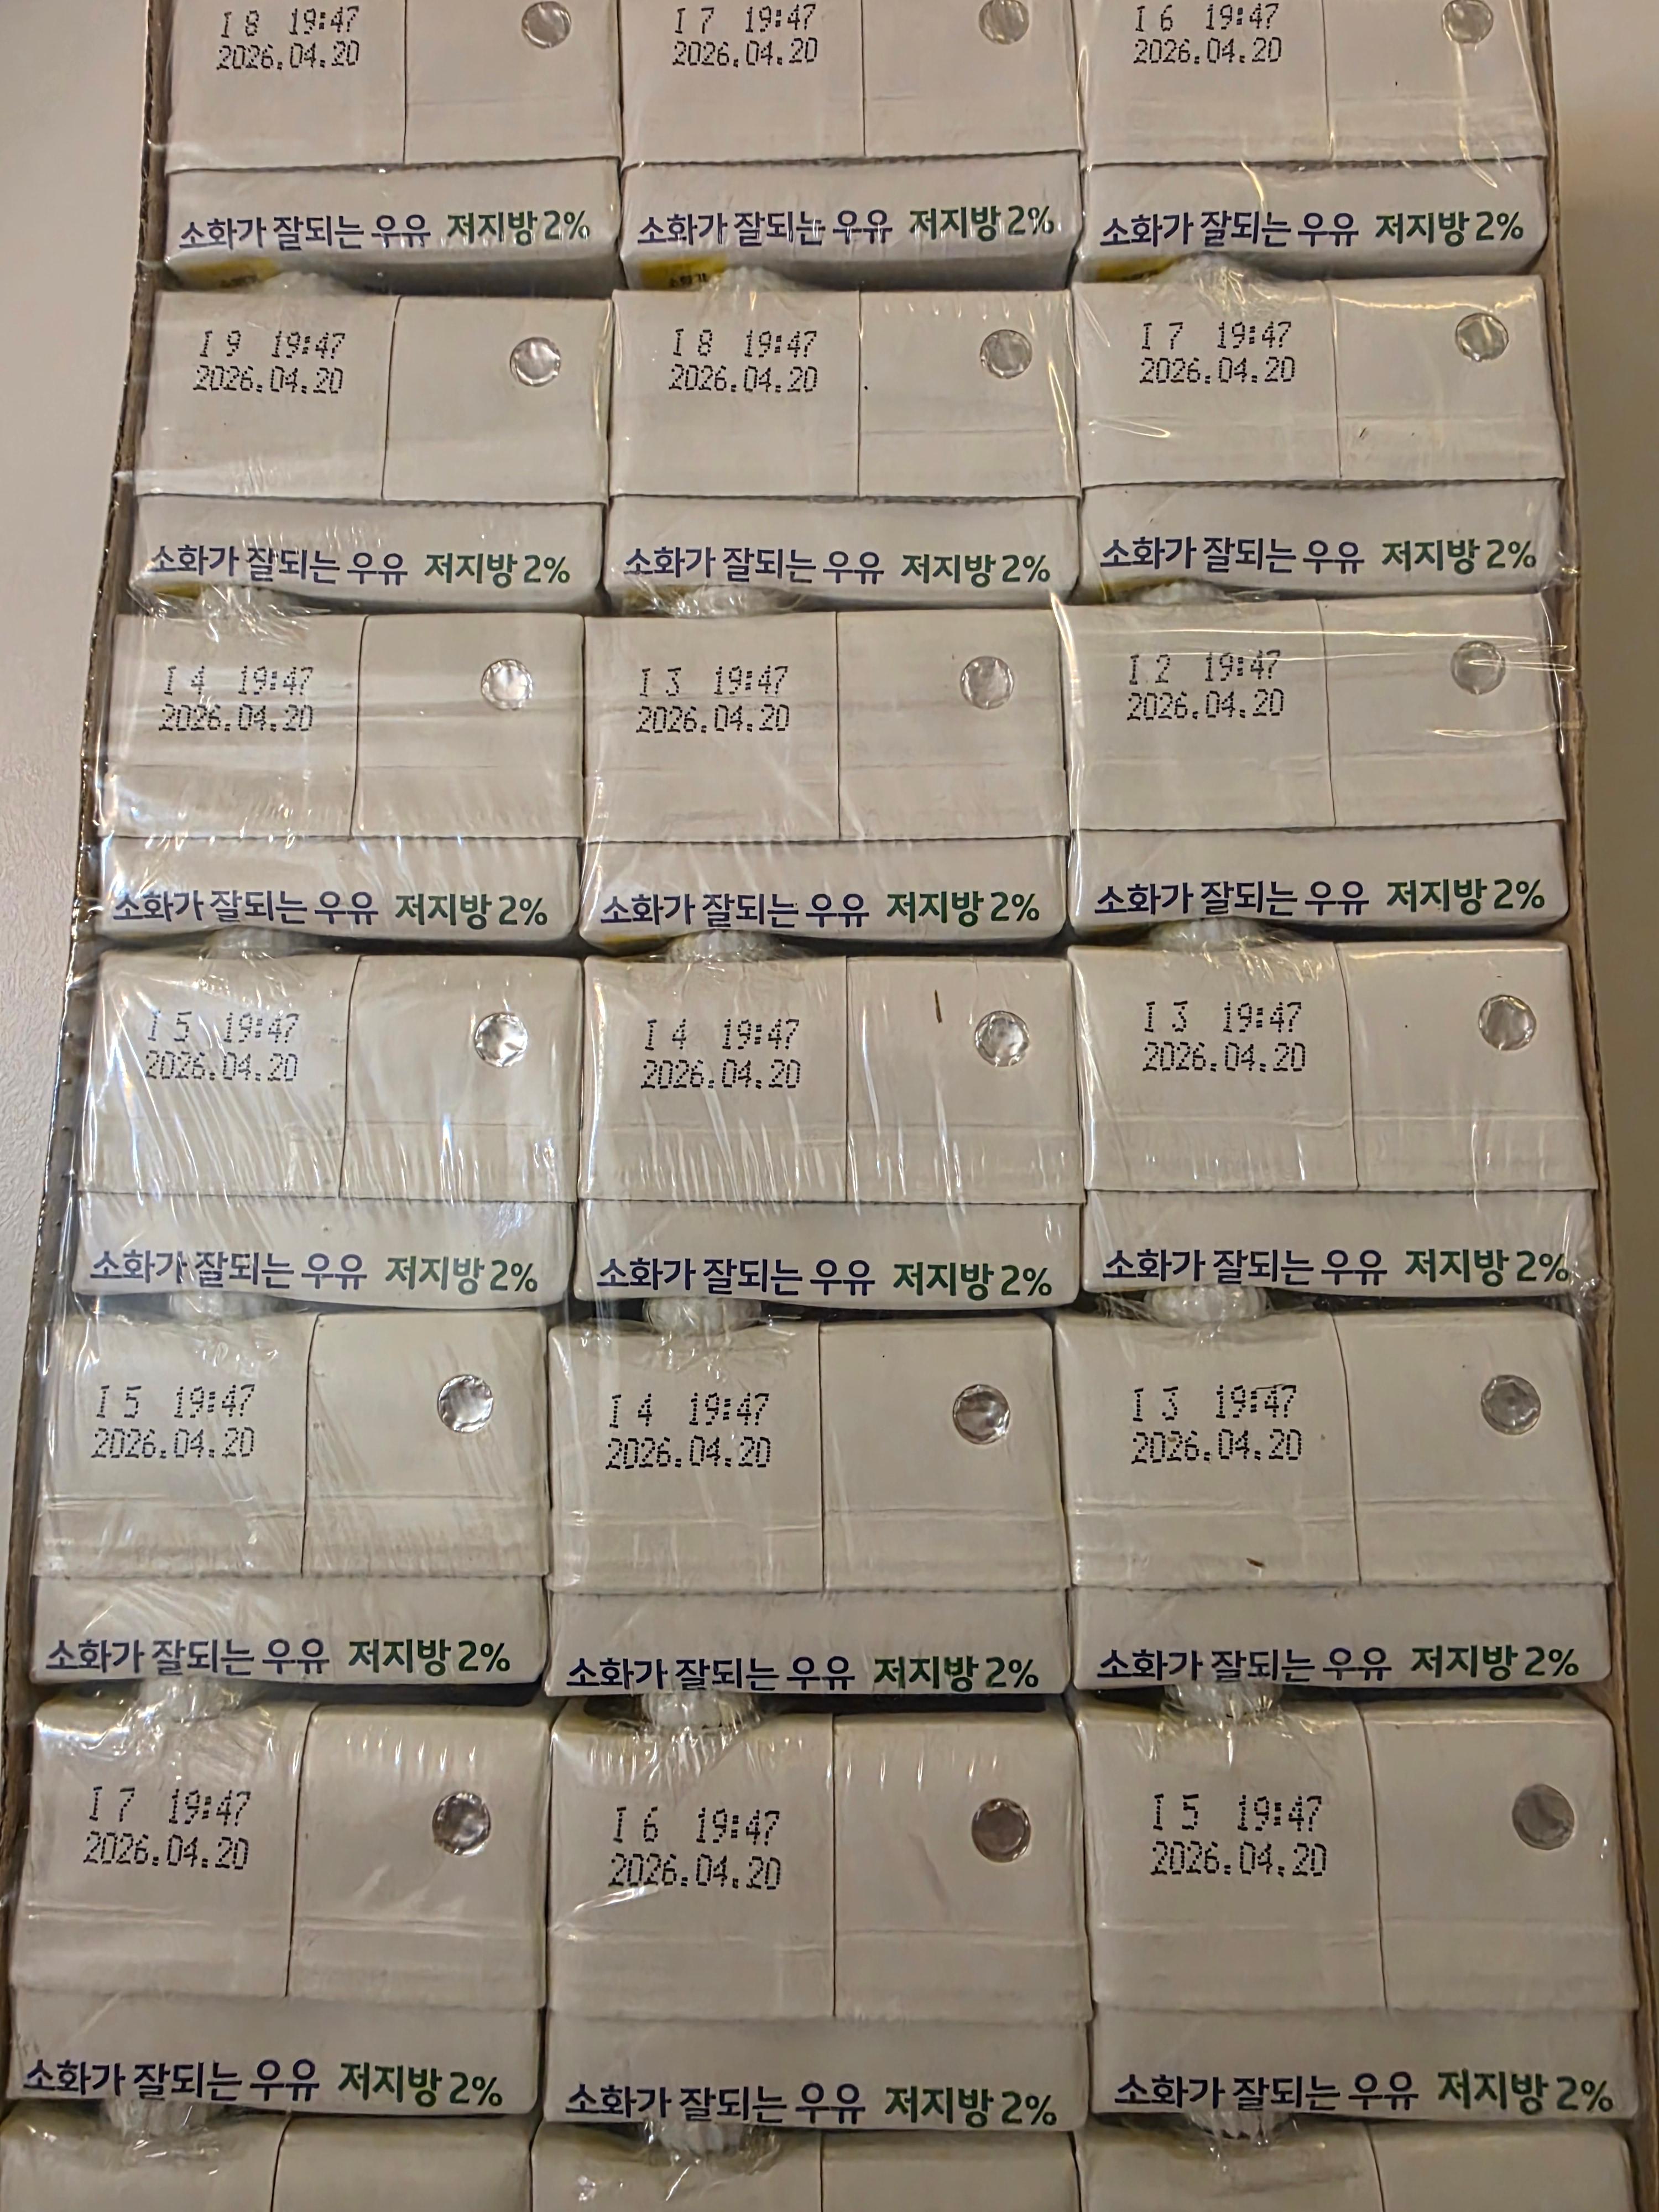 I 8 19:47
2026.04.20
I 7 19:47
2026.04.20
I 6 19:47
2026.04.20
소화가 잘되는 우유 저지방 2%
소화가 잘되는 우유 저지방 2%
소화가 잘되는 우유 저지방 2%
소화가
I 9 19:47
2026.04.20
I 8 19:47
2026.04.20
I 7 19:47
2026.04.20
소화가 잘되는 우유 저지방 2%
소화가 잘되는 우유 저지방 2%
소화가 잘되는 우유 저지방 2%
I 4 19:47
2026.04.20
I 3 19:47
2026.04.20
I 2 19:47
2026.04.20
소화가 잘되는 우유 저지방 2%
소화가 잘되는 우유 저지방 2%
소화가 잘되는 우유 저지방 2%
I 5 19:47
2026.04.20
I 4 19:47
2026.04.20
I 3 19:47
2026.04.20
소화가 잘되는 우유 저지방 2%
소화가 잘되는 우유 저지방 2%
소화가 잘되는 우유 저지방 2%
I 5 19:47
2026.04.20
I 4 19:47
2026.04.20
I 3 19:47
2026.04.20
소화가 잘되는 우유 저지방 2%
소화가 잘되는 우유 저지방 2%
소화가 잘되는 우유 저지방 2%
I 7 19:47
2026.04.20
I 6 19:47
2026.04.20
I 5 19:47
2026.04.20
소화가 잘되는 우유 저지방 2%
소화가 잘되는 우유 저지방 2%
소화가 잘되는 우유 저지방 2%